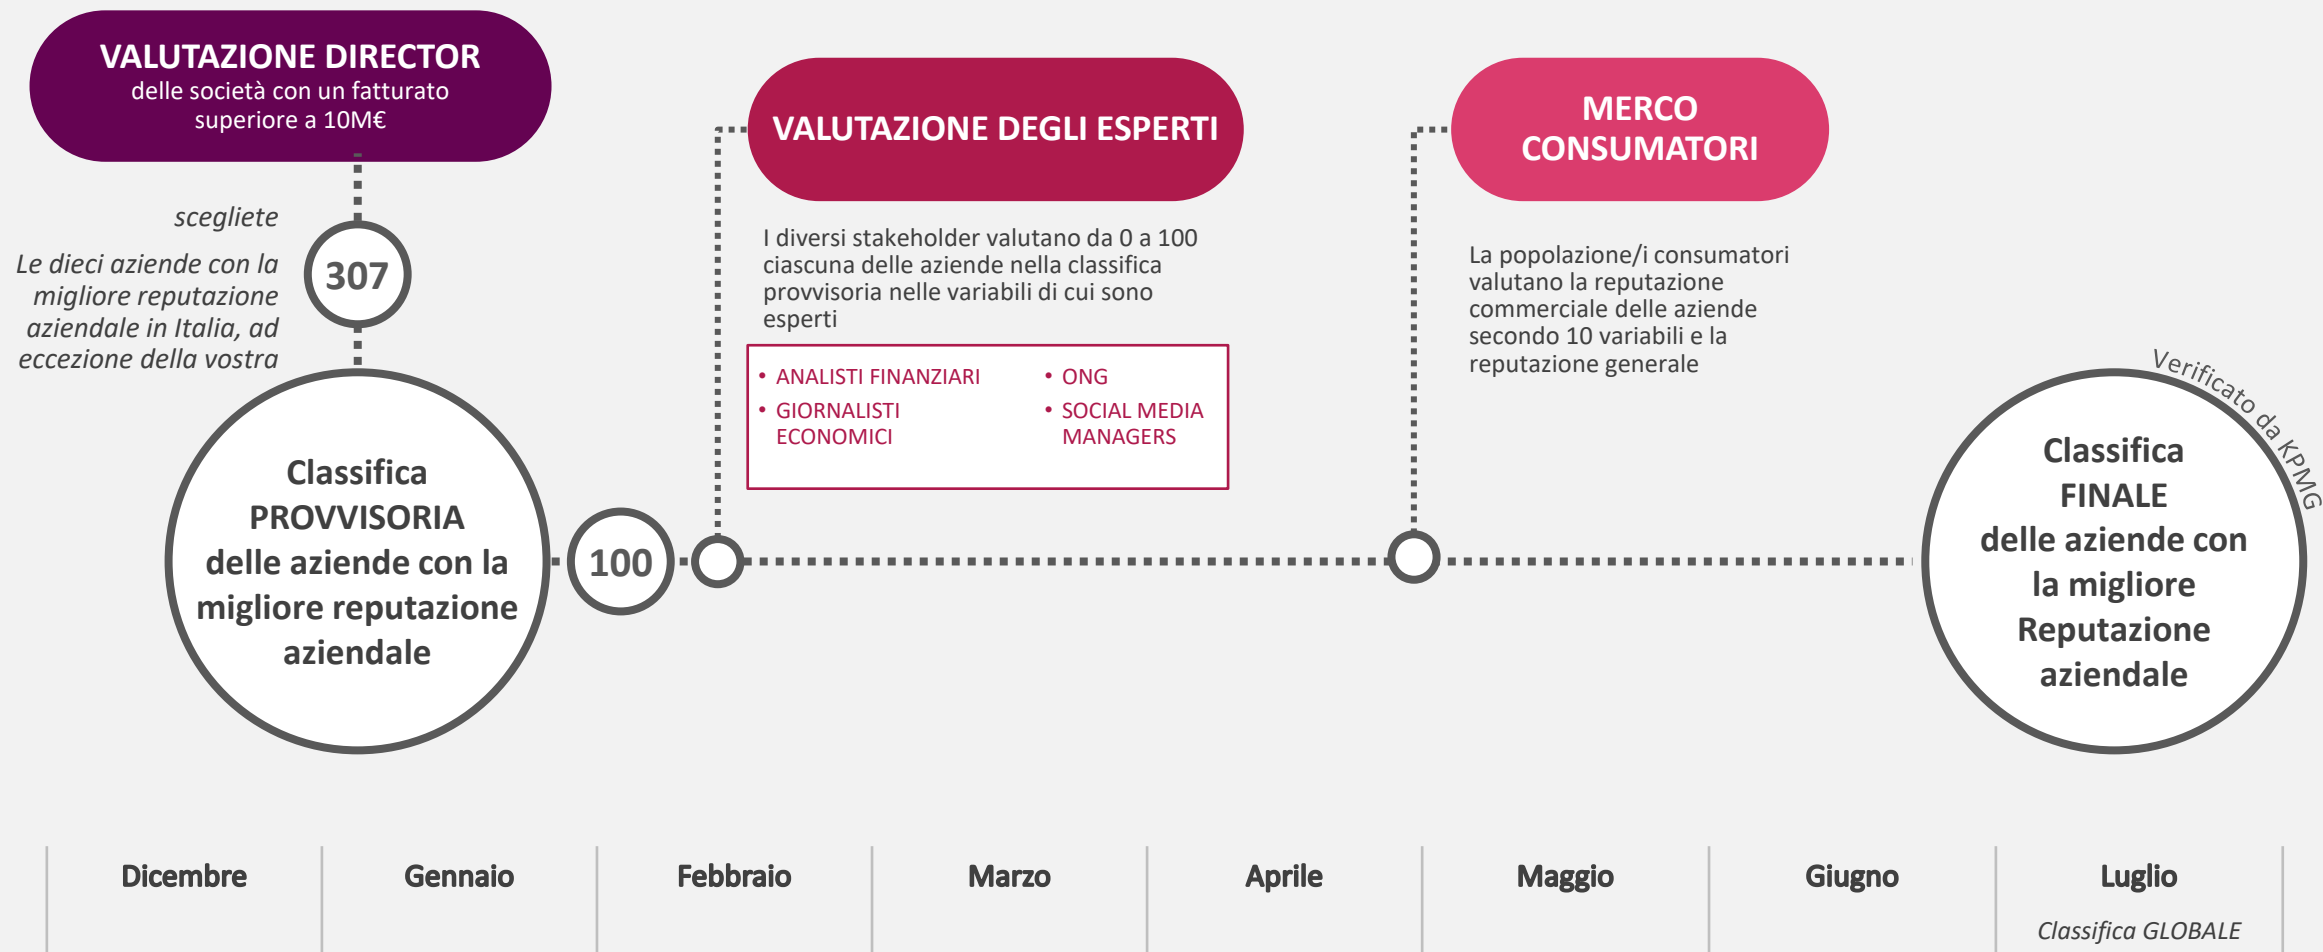 VALUTAZIONE DIRECTOR
delle società con un fatturato
superiore a 10M€
scegliete
Le dieci aziende con la
migliore reputazione
aziendale in Italia, ad
eccezione della vostra
307
Classifica
PROVVISORIA
delle aziende con la
migliore reputazione
aziendale
100
VALUTAZIONE DEGLI ESPERTI
I diversi stakeholder valutano da 0 a 100
ciascuna delle aziende nella classifica
provvisoria nelle variabili di cui sono
esperti
• ANALISTI FINANZIARI
• GIORNALISTI
ECONOMICI
• ONG
• SOCIAL MEDIA
MANAGERS
MERCO
CONSUMATORI
La popolazione/i consumatori
valutano la reputazione
commerciale delle aziende
secondo 10 variabili e la
reputazione generale
Verificato da KPMG
Classifica
FINALE
delle aziende con
la migliore
Reputazione
aziendale
Dicembre
Gennaio
Febbraio
Marzo
Aprile
Maggio
Giugno
Luglio
Classifica GLOBALE